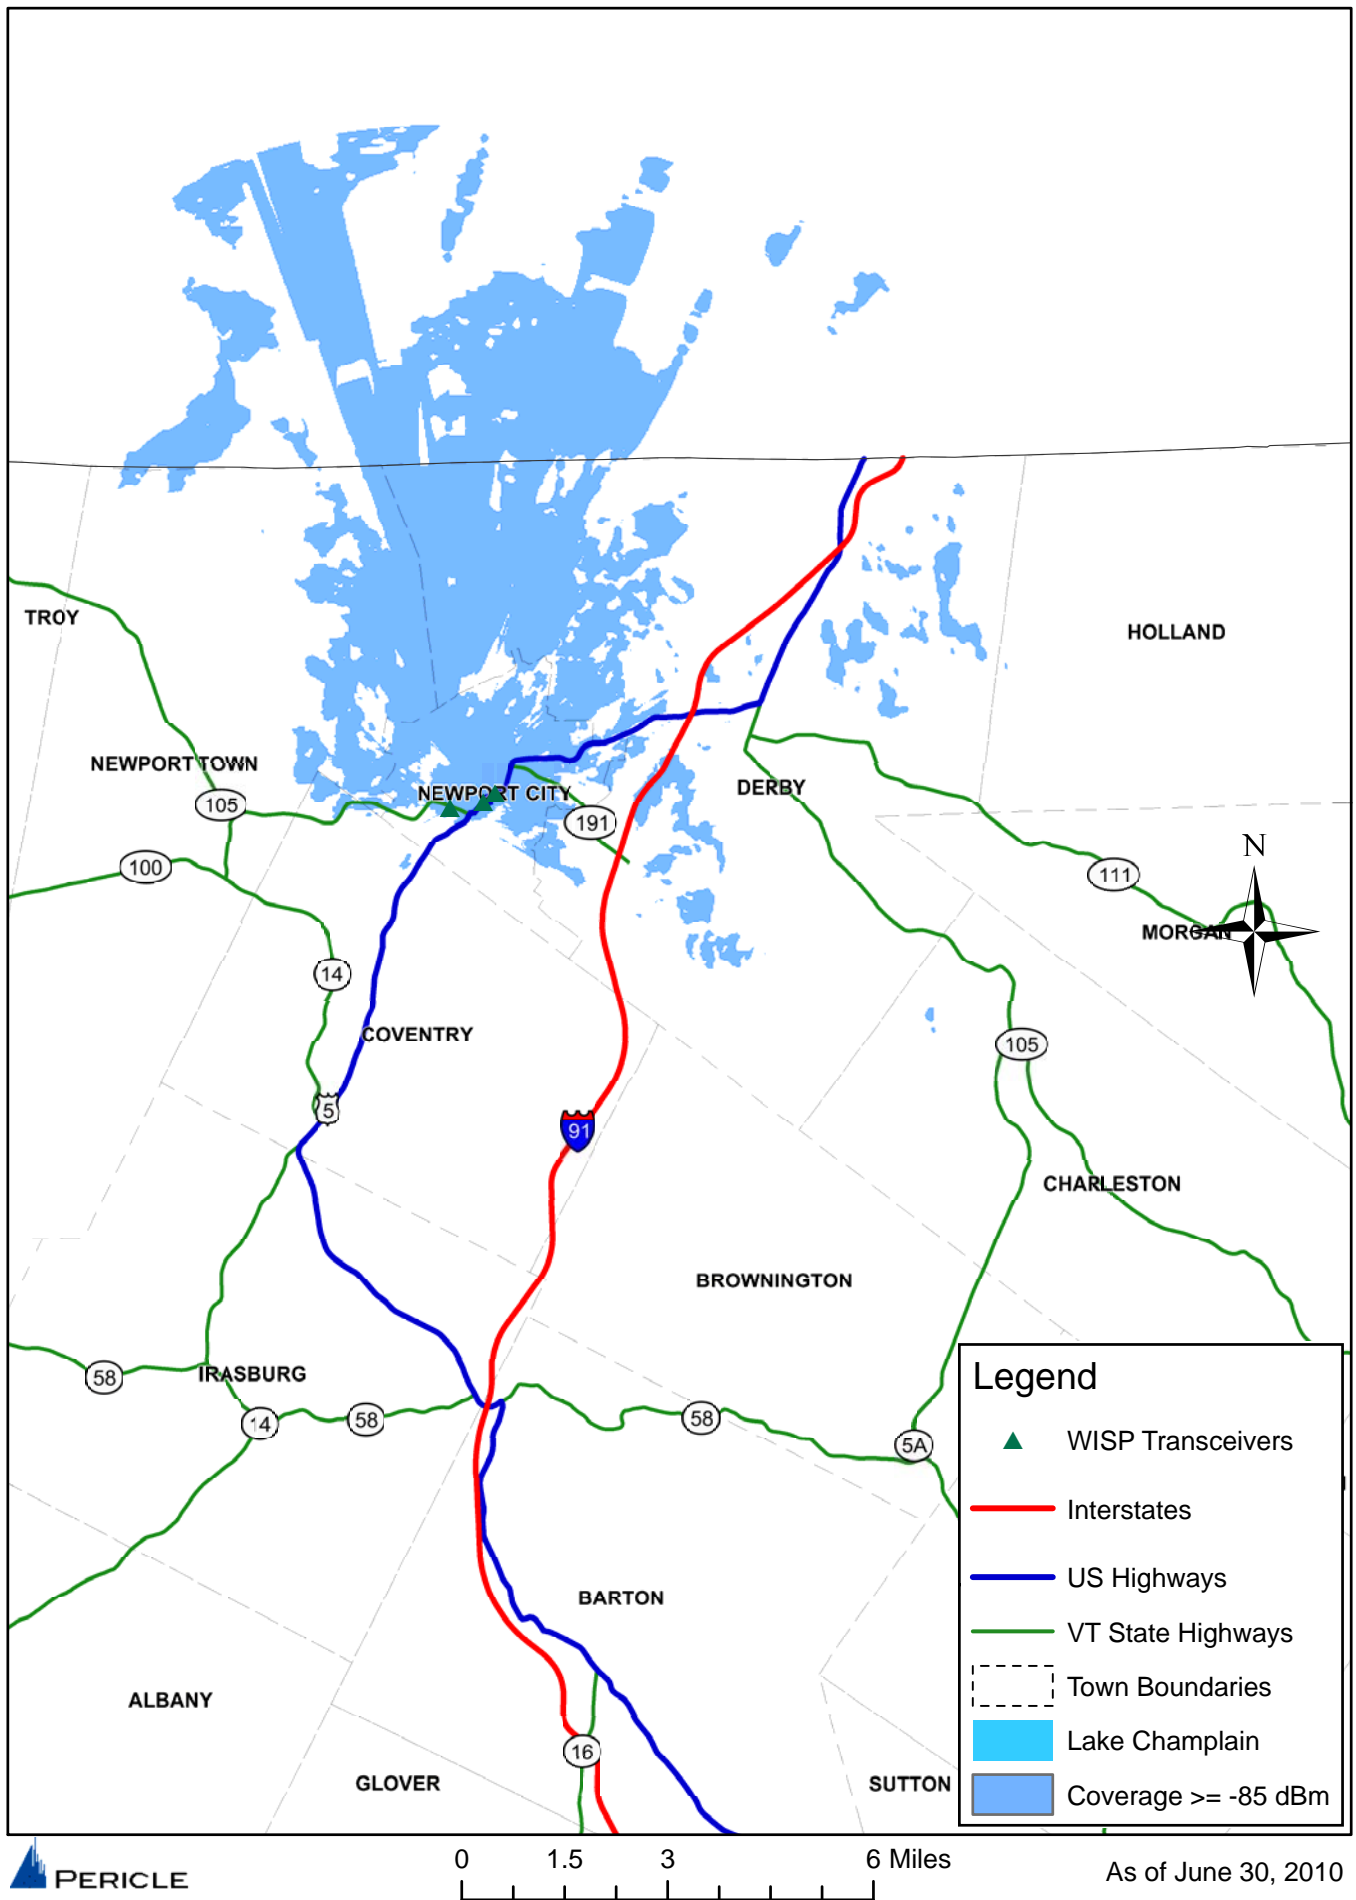 TROY
HOLLAND
NEWPORT TOWN
NEWPORT CITY
DERBY
105
191
100
111
N
MORGAN
14
COVENTRY
105
5
91
CHARLESTON
BROWNINGTON
58
IRASBURG
14
58
58
5A
BARTON
ALBANY
16
GLOVER
SUTTON
Legend
WISP Transceivers
Interstates
US Highways
VT State Highways
Town Boundaries
Lake Champlain
Coverage >= -85 dBm
PERICLE
0 1.5 3 6 Miles
As of June 30, 2010